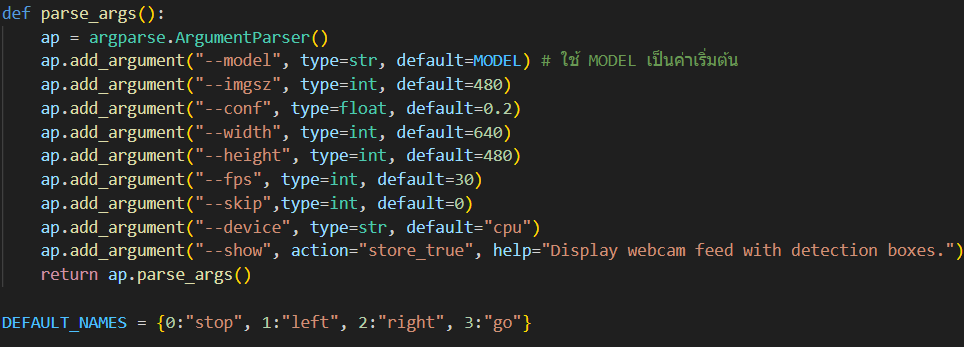 def parse_args():
    ap = argparse.ArgumentParser()
    ap.add_argument("--model", type=str, default=MODEL) # ใช้ MODEL เป็นค่าเริ่มต้น
    ap.add_argument("--imgsz", type=int, default=480)
    ap.add_argument("--conf", type=float, default=0.2)
    ap.add_argument("--width", type=int, default=640)
    ap.add_argument("--height", type=int, default=480)
    ap.add_argument("--fps", type=int, default=30)
    ap.add_argument("--skip",type=int, default=0)
    ap.add_argument("--device", type=str, default="cpu")
    ap.add_argument("--show", action="store_true", help="Display webcam feed with detection boxes.")
    return ap.parse_args()
DEFAULT_NAMES = {0:"stop", 1:"left", 2:"right", 3:"go"}